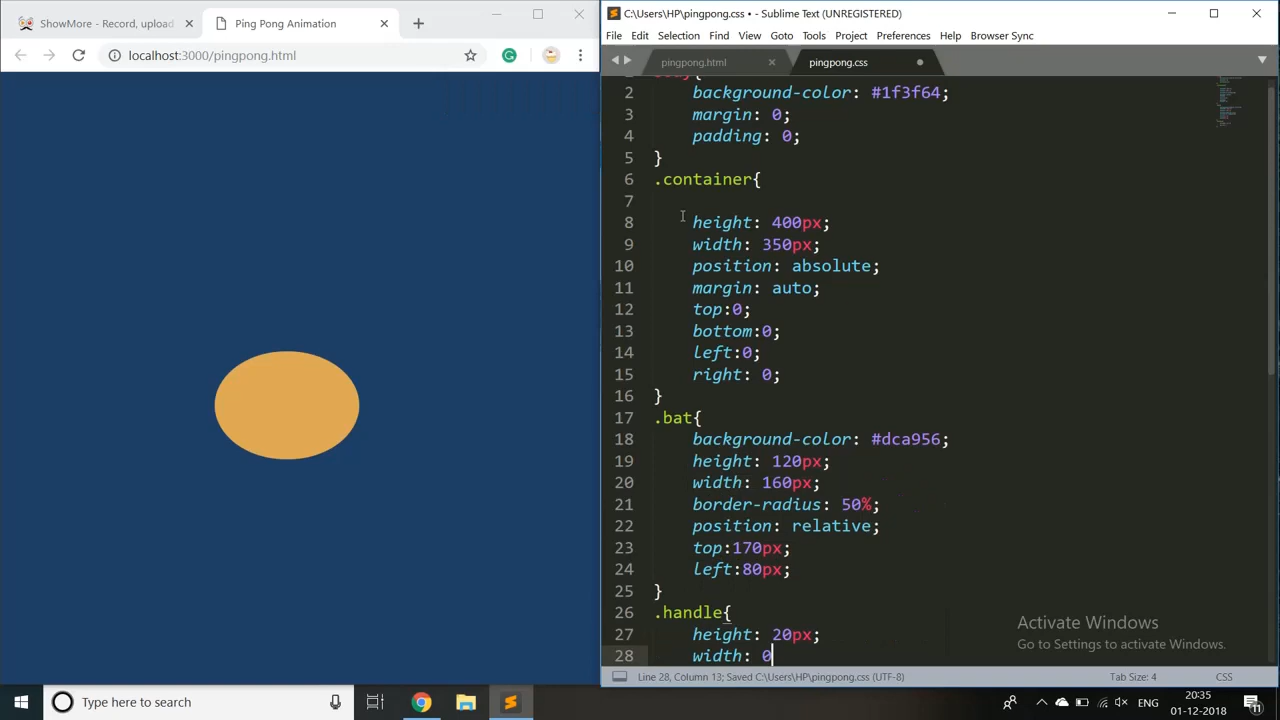 ShowMore - Record, upload
Ping Pong Animation
localhost:3000/pingpong.html
C:\Users\HP\pingpong.css • - Sublime Text (UNREGISTERED)
File Edit Selection Find View Goto Tools Project Preferences Help Browser Sync
pingpong.html
pingpong.css
2 background-color: #1f3f64;
3 margin: 0;
4 padding: 0;
5 }
6 .container{
7
8 height: 400px;
9 width: 350px;
10 position: absolute;
11 margin: auto;
12 top:0;
13 bottom:0;
14 left:0;
15 right: 0;
16 }
17 .bat{
18 background-color: #dca956;
19 height: 120px;
20 width: 160px;
21 border-radius: 50%;
22 position: relative;
23 top:170px;
24 left:80px;
25 }
26 .handle{
27 height: 20px;
28 width: 0
Activate Windows
Go to Settings to activate Windows.
Line 28, Column 13; Saved C:\Users\HP\pingpong.css (UTF-8)
Tab Size: 4
CSS
Type here to search
ENG
20:35
01-12-2018
11